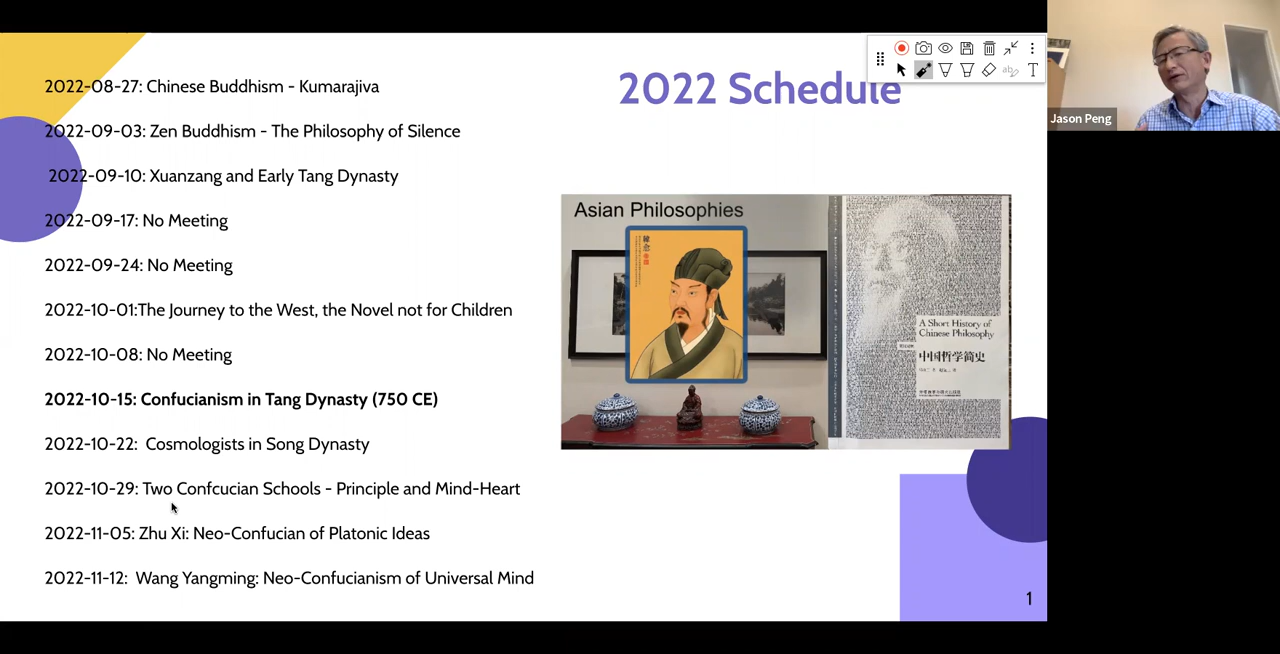 2022-08-27: Chinese Buddhism - Kumarajiva
2022-09-03: Zen Buddhism - The Philosophy of Silence
2022-09-10: Xuanzang and Early Tang Dynasty
2022-09-17: No Meeting
2022-09-24: No Meeting
2022-10-01:The Journey to the West, the Novel not for Children
2022-10-08: No Meeting
2022-10-15: Confucianism in Tang Dynasty (750 CE)
2022-10-22: Cosmologists in Song Dynasty
2022-10-29: Two Confcucian Schools - Principle and Mind-Heart
2022-11-05: Zhu Xi: Neo-Confucian of Platonic Ideas
2022-11-12: Wang Yangming: Neo-Confucianism of Universal Mind
2022 Schedule
Asian Philosophies
A Short History of
Chinese Philosophy
中国哲学简史
1
Jason Peng